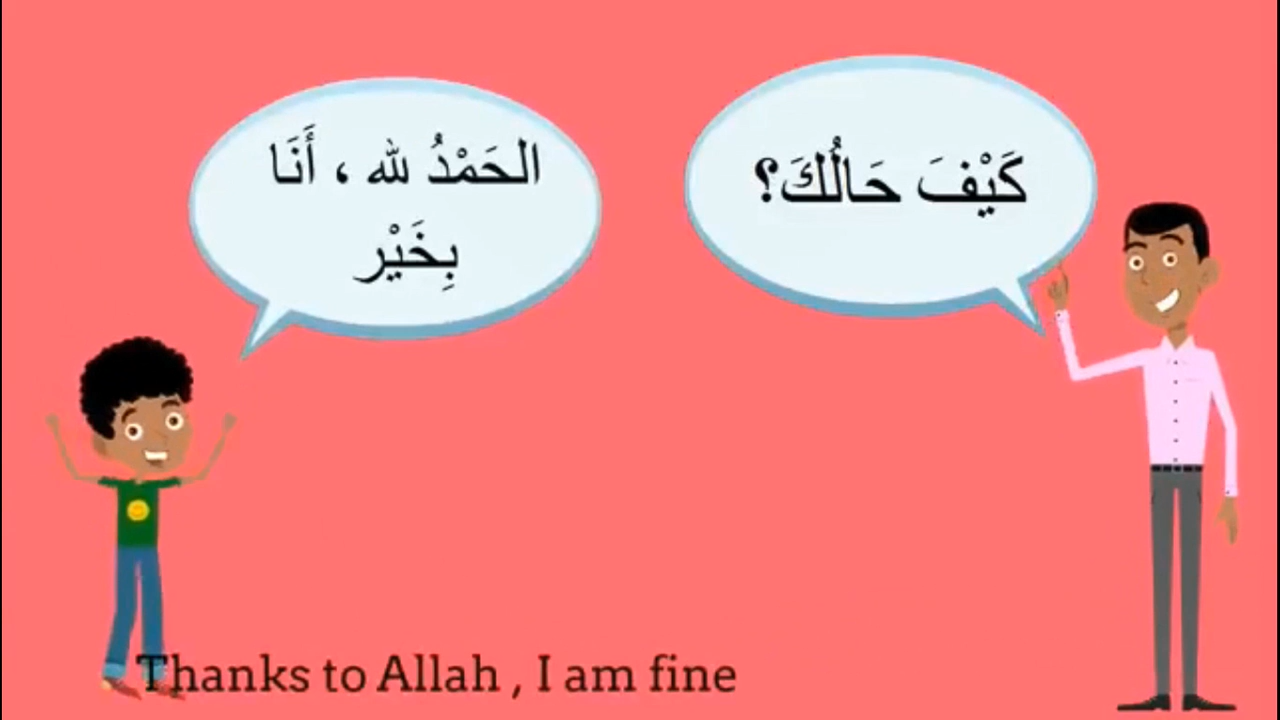 كَيْفَ حَالُكَ؟
الحَمْدُ لله ، أَنَا
بِخَيْر
Thanks to Allah , I am fine